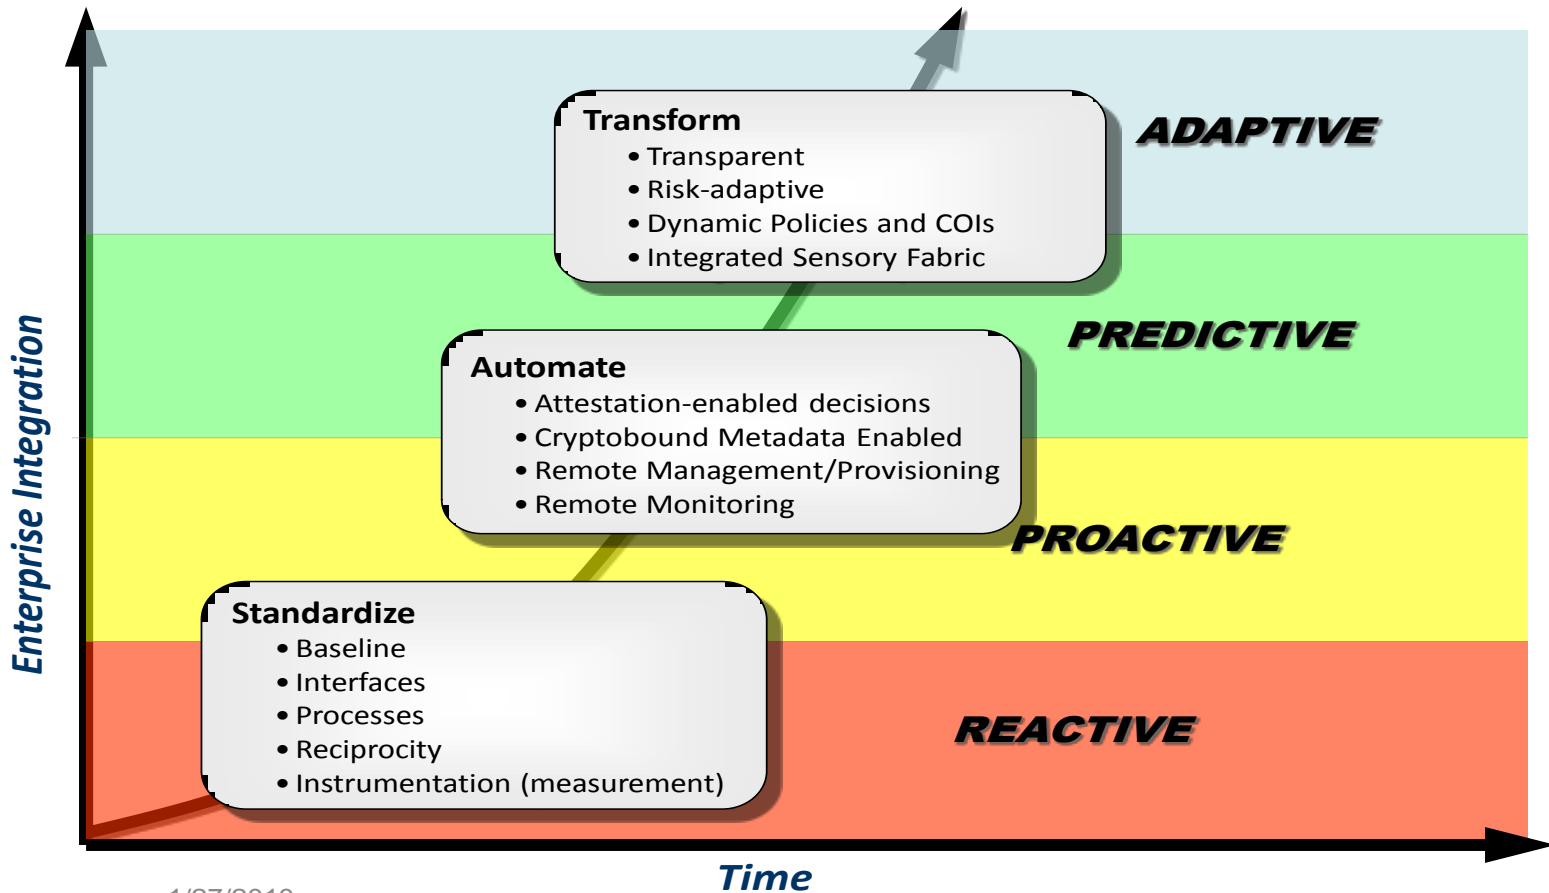 Transform
• Transparent
• Risk-adaptive
• Dynamic Policies and COIs
• Integrated Sensory Fabric
ADAPTIVE
PREDICTIVE
Automate
• Attestation-enabled decisions
• Cryptobound Metadata Enabled
• Remote Management/Provisioning
• Remote Monitoring
PROACTIVE
Standardize
• Baseline
• Interfaces
• Processes
• Reciprocity
• Instrumentation (measurement)
REACTIVE
Enterprise Integration
Time